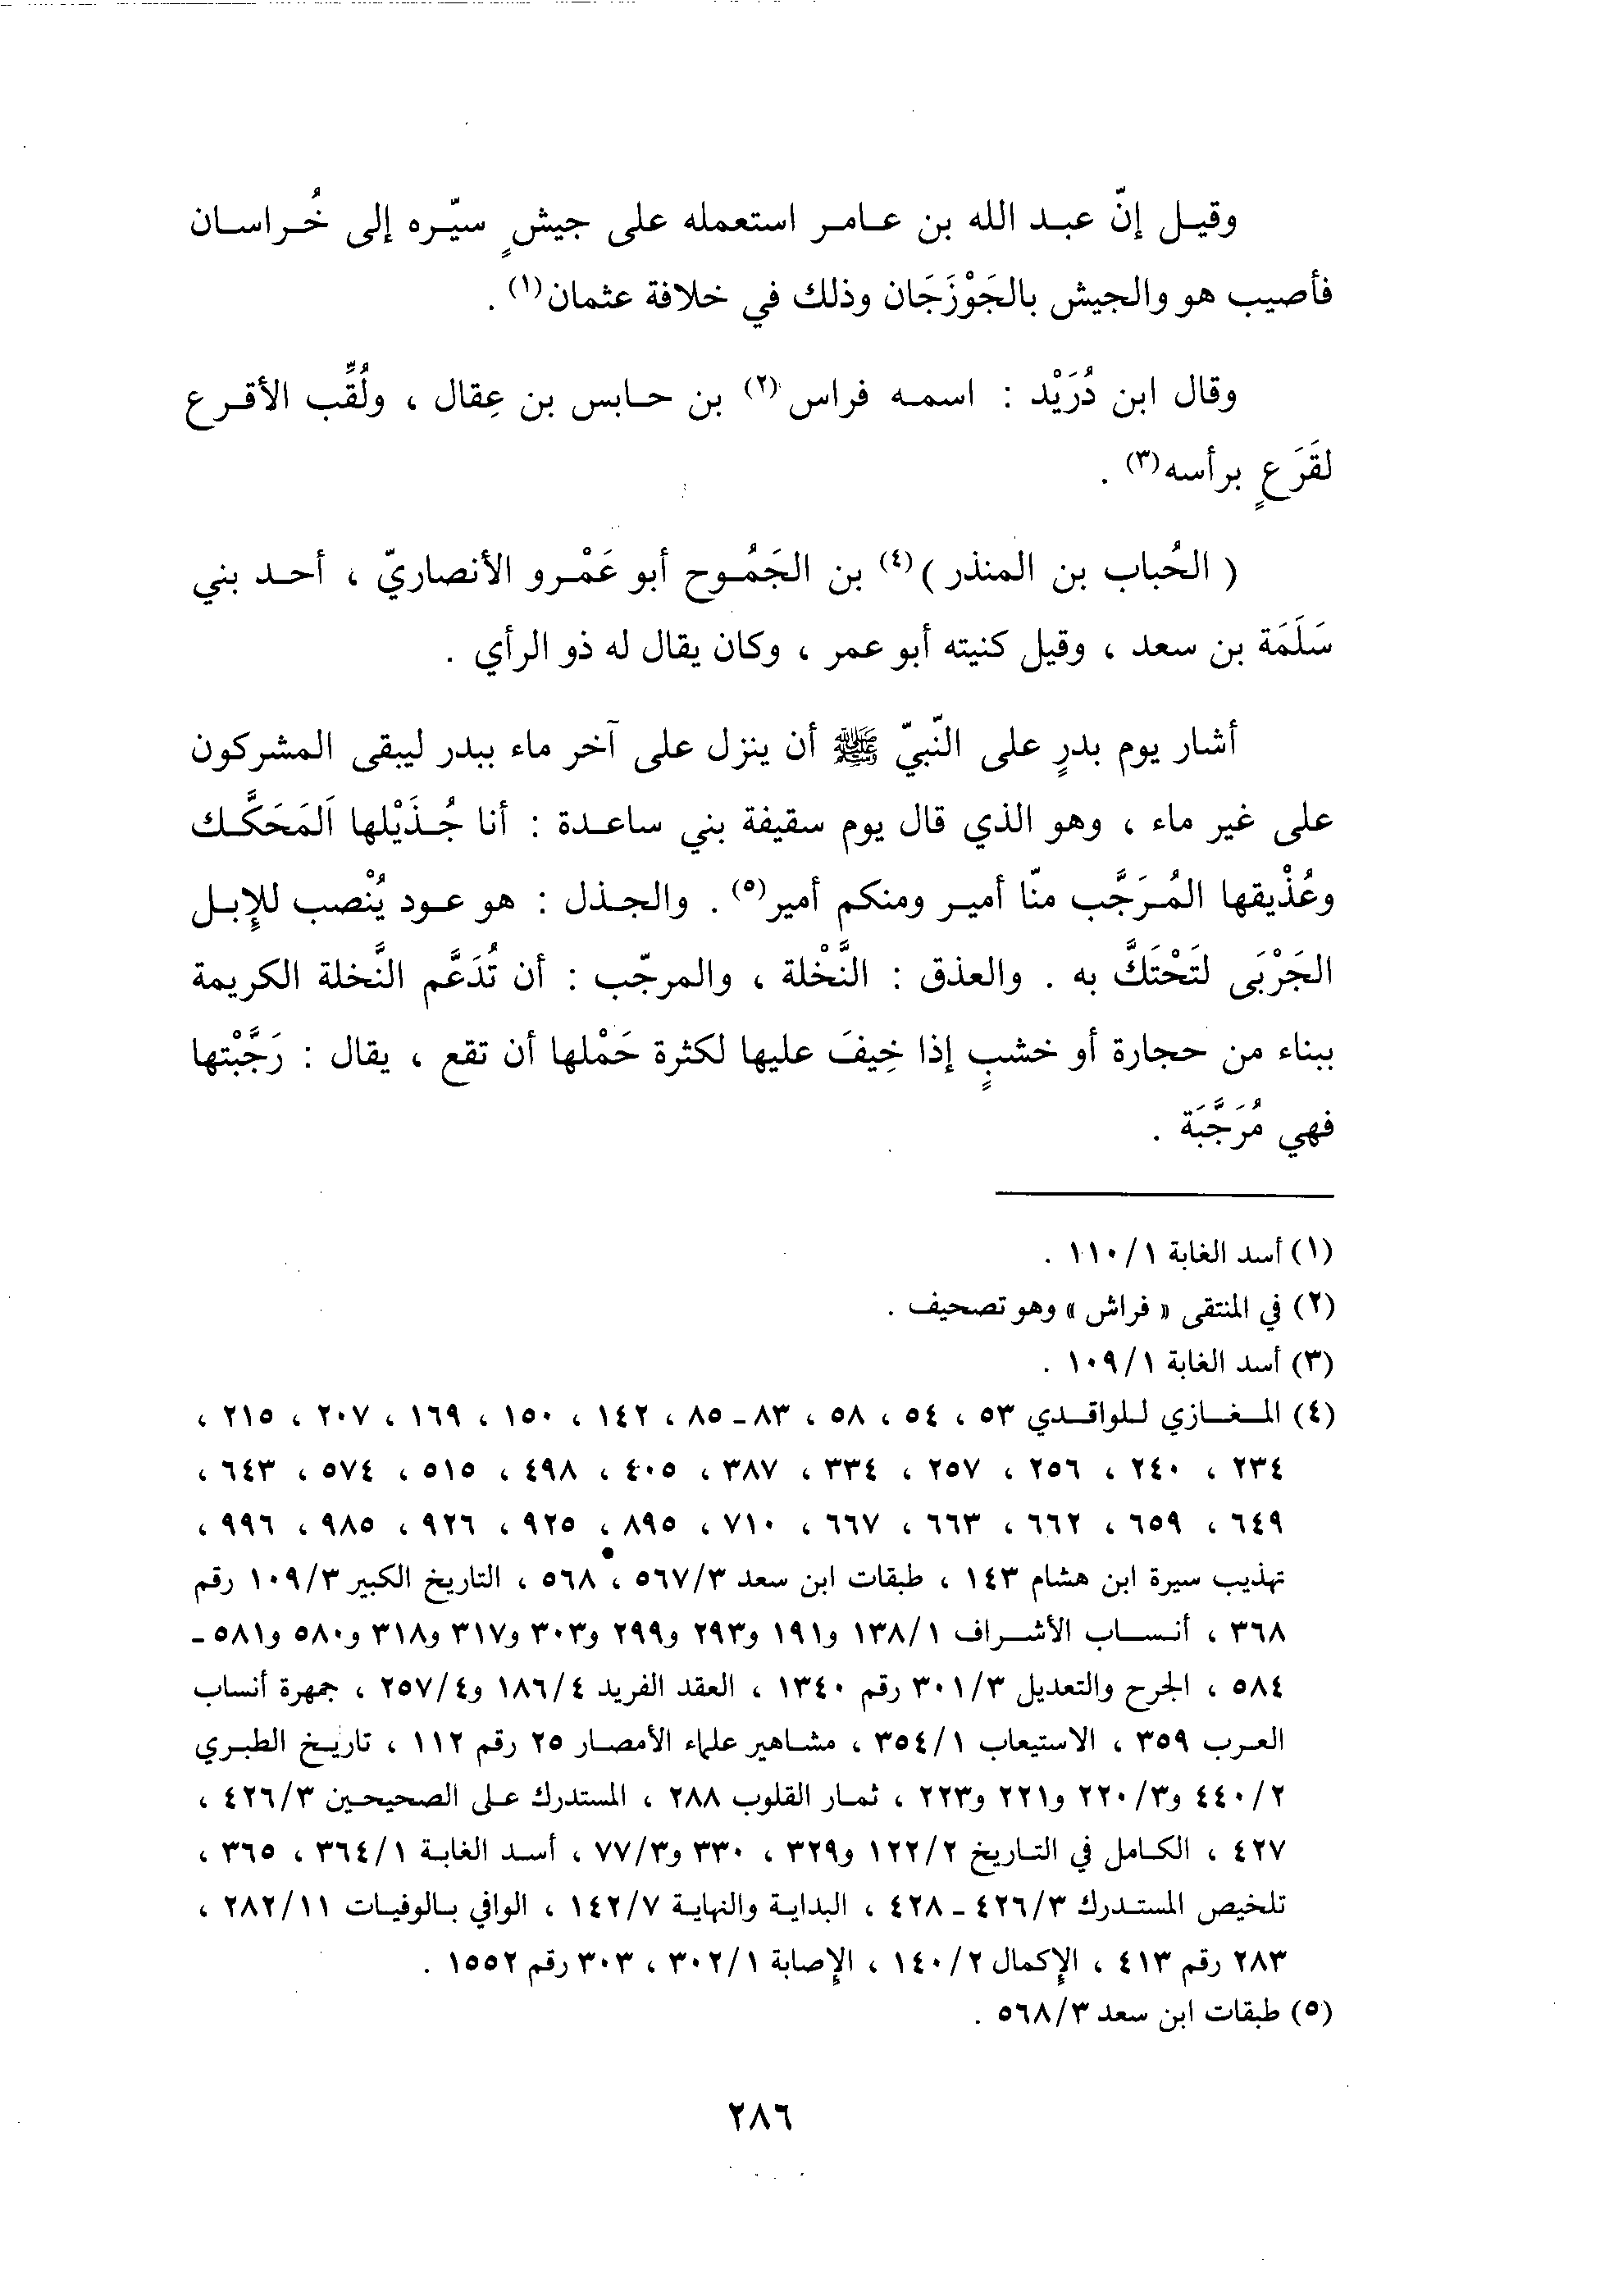 وقيل إنّ عبد الله بن عامر استعمله على جيشٍ سيّره إلى خُراسان
فأصيب هو والجيش بالجَوْزَجَان وذلك في خلافة عثمان(١) .
وقال ابن دُرَيْد : اسمه فراس(٢) بن حابس بن عِقال ، ولُقِّب الأقرع
لقَرَعٍ برأسه(٣) .
( الحُباب بن المنذر )(٤) بن الجَمُوح أبو عَمْرو الأنصاريّ ، أحد بني
سَلَمَة بن سعد ، وقيل كنيته أبو عمر ، وكان يقال له ذو الرأي .
أشار يوم بدرٍ على النّبيّ ﷺ أن ينزل على آخر ماء ببدر ليبقى المشركون
على غير ماء ، وهو الذي قال يوم سقيفة بني ساعدة : أنا جُذَيْلها اَلمَحَكَّك
وعُذْيقها المُرَجَّب منّا أمير ومنكم أمير(٥) . والجذل : هو عود يُنْصب للإِبل
الجَرْبَى لتَحْتَكَّ به . والعذق : النَّخْلة ، والمرجّب : أن تُدَعَّم النَّخلة الكريمة
ببناء من حجارة أو خشبٍ إذا خِيفَ عليها لكثرة حَمْلها أن تقع ، يقال : رَجَّبْتها
فهي مُرَجَّبَة .
(١) أسد الغابة ١١٠/١ .
(٢) في المنتقى « فراش » وهو تصحيف .
(٣) أسد الغابة ١٠٩/١ .
(٤) المغازي للواقدي ٥٣ ، ٥٤ ، ٥٨ ، ٨٣ ـ ٨٥ ، ١٤٢ ، ١٥٠ ، ١٦٩ ، ٢٠٧ ، ٢١٥ ،
٢٣٤ ، ٢٤٠ ، ٢٥٦ ، ٢٥٧ ، ٣٣٤ ، ٣٨٧ ، ٤٠٥ ، ٤٩٨ ، ٥١٥ ، ٥٧٤ ، ٦٤٣ ،
٦٤٩ ، ٦٥٩ ، ٦٦٢ ، ٦٦٣ ، ٦٦٧ ، ٧١٠ ، ٨٩٥ ، ٩٢٥ ، ٩٢٦ ، ٩٨٥ ، ٩٩٦ ،
تهذيب سيرة ابن هشام ١٤٣ ، طبقات ابن سعد ٥٦٧/٣ ، ٥٦٨ ، التاريخ الكبير ١٠٩/٣ رقم
٣٦٨ ، أنساب الأشراف ١٣٨/١ و١٩١ و٢٩٣ و٢٩٩ و٣٠٣ و٣١٧ و٣١٨ و٥٨٠ و٥٨١ ـ
٥٨٤ ، الجرح والتعديل ٣٠١/٣ رقم ١٣٤٠ ، العقد الفريد ١٨٦/٤ و٢٥٧/٤ ، جمهرة أنساب
العرب ٣٥٩ ، الاستيعاب ٣٥٤/١ ، مشاهير علماء الأمصار ٢٥ رقم ١١٢ ، تاريخ الطبري
٤٤٠/٢ و٢٢٠/٣ و٢٢١ و٢٢٣ ، ثمار القلوب ٢٨٨ ، المستدرك على الصحيحين ٤٢٦/٣ ،
٤٢٧ ، الكامل في التاريخ ١٢٢/٢ و٣٢٩ ، ٣٣٠ و٧٧/٣ ، أسد الغابة ٣٦٤/١ ، ٣٦٥ ،
تلخيص المستدرك ٤٢٦/٣ ـ ٤٢٨ ، البداية والنهاية ١٤٢/٧ ، الوافي بالوفيات ٢٨٢/١١ ،
٢٨٣ رقم ٤١٣ ، الإكمال ١٤٠/٢ ، الإصابة ٣٠٢/١ ، ٣٠٣ رقم ١٥٥٢ .
(٥) طبقات ابن سعد ٥٦٨/٣ .
٢٨٦